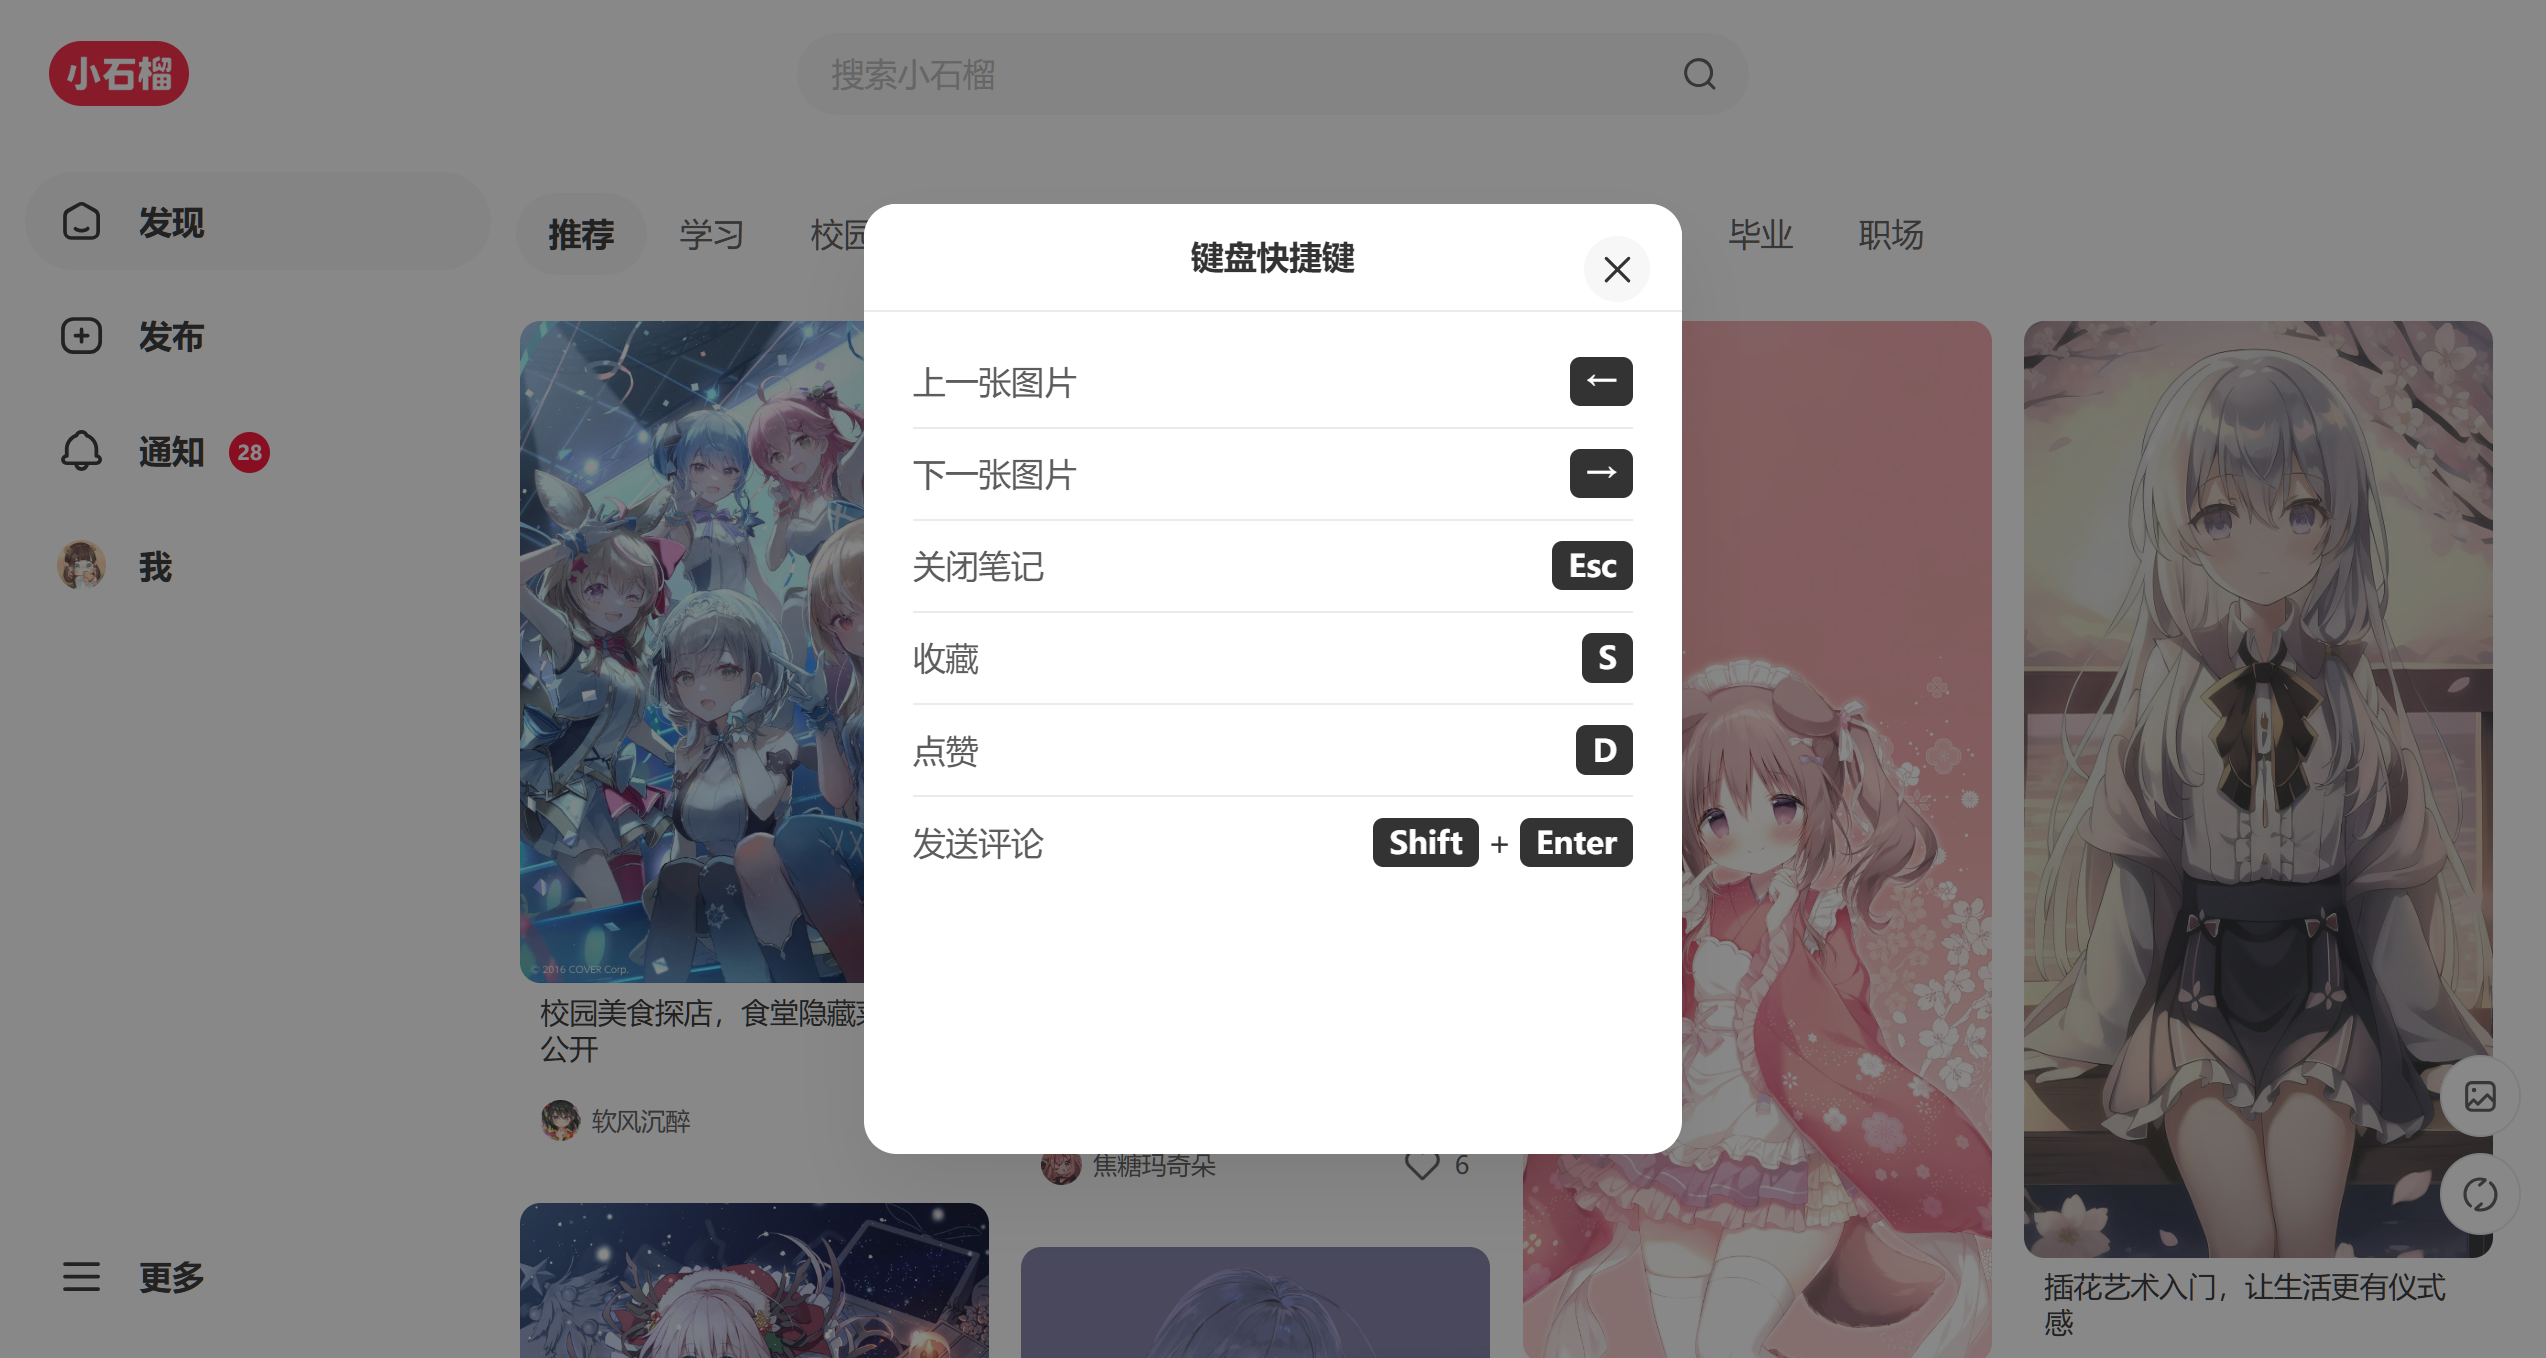 小石榴
搜索小石榴
发现
发布
通知 28
我
更多
推荐 学习 校园 毕业 职场
键盘快捷键
上一张图片 ←
下一张图片 →
关闭笔记 Esc
收藏 S
点赞 D
发送评论 Shift + Enter
© 2016 COVER Corp.
校园美食探店，食堂隐藏
公开
软风沉醉
焦糖玛奇朵 6
插花艺术入门，让生活更有仪式
感